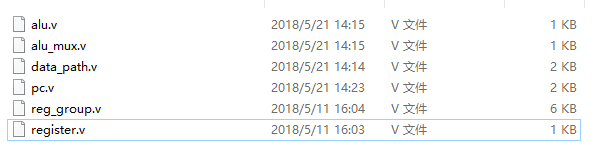 alu.v 2018/5/21 14:15 V 文件 1 KB
alu_mux.v 2018/5/21 14:15 V 文件 1 KB
data_path.v 2018/5/21 14:14 V 文件 2 KB
pc.v 2018/5/21 14:23 V 文件 2 KB
reg_group.v 2018/5/11 16:04 V 文件 6 KB
register.v 2018/5/11 16:03 V 文件 1 KB